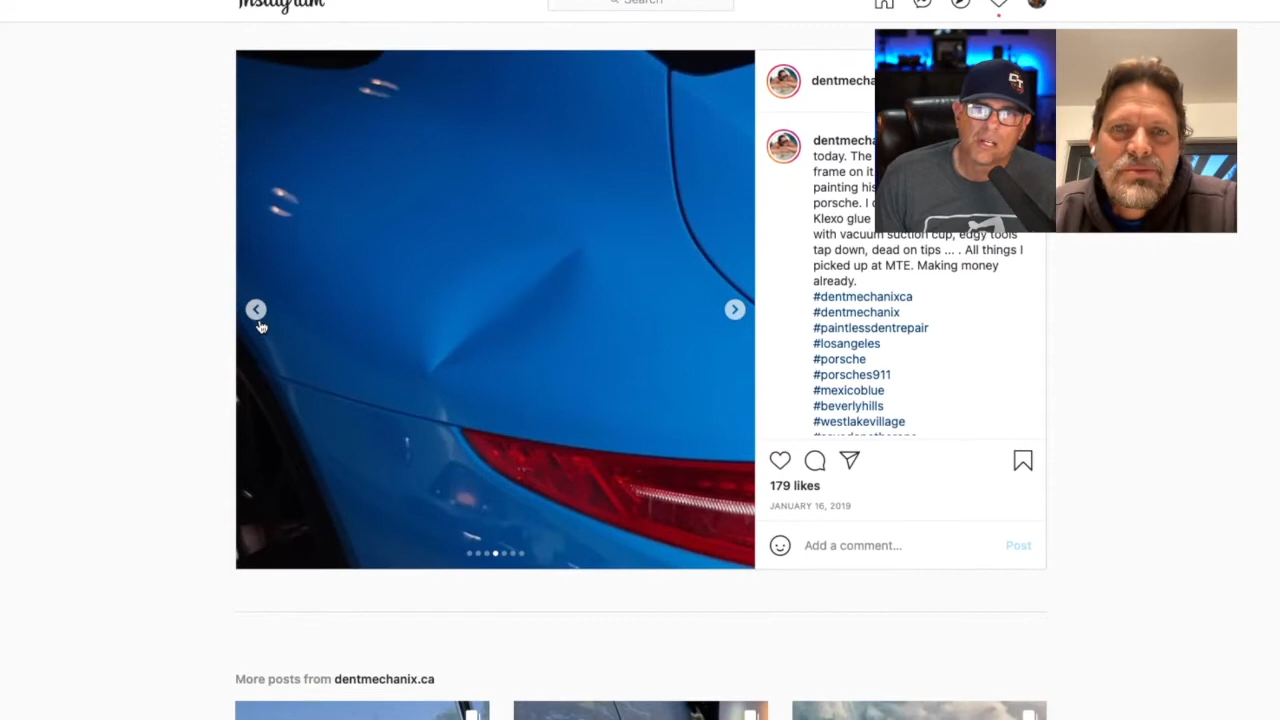 Instagram
Search
dentmecha
dentmecha
today. The
frame on it
painting his
porsche. I
Klexo glue
with vacuum suction cup, edgy tools
tap down, dead on tips ... . All things I
picked up at MTE. Making money
already.
#dentmechanixca
#dentmechanix
#paintlessdentrepair
#losangeles
#porsche
#porsches911
#mexicoblue
#beverlyhills
#westlakevillage
179 likes
JANUARY 16, 2019
Add a comment...
Post
More posts from dentmechanix.ca